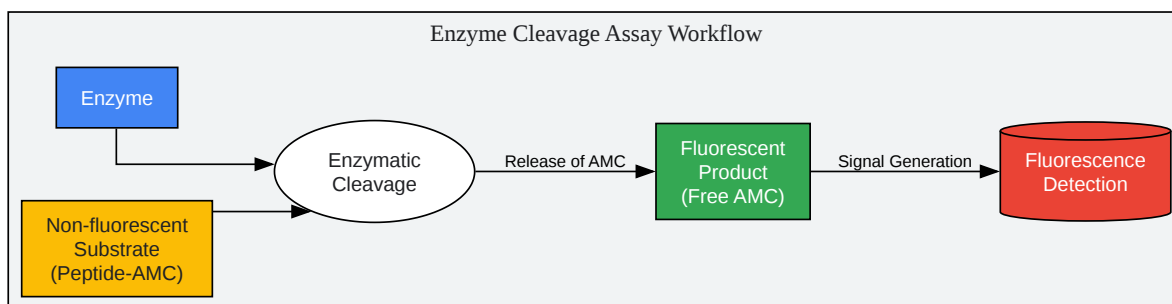 Enzyme Cleavage Assay Workflow
Enzyme
Non-fluorescent
Substrate
(Peptide-AMC)
Enzymatic
Cleavage
Release of AMC
Fluorescent
Product
(Free AMC)
Signal Generation
Fluorescence
Detection